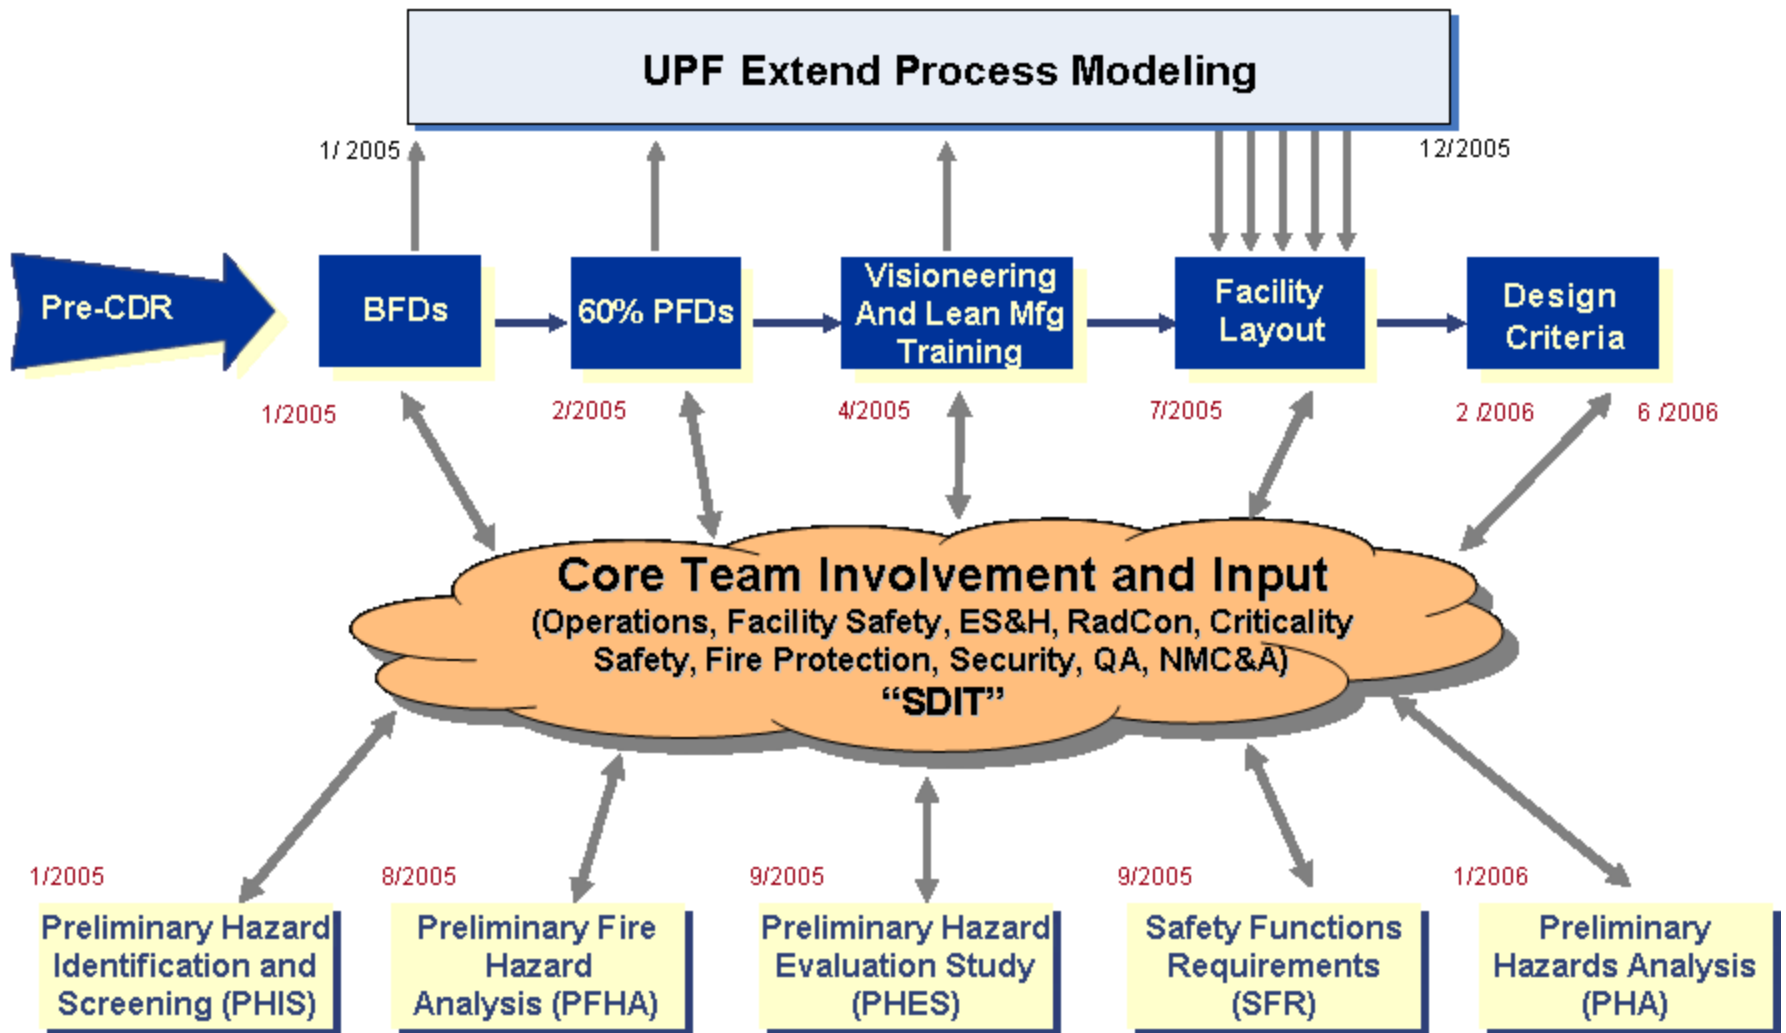 UPF Extend Process Modeling
1/ 2005
12/2005
Pre-CDR
BFDs
60% PFDs
Visioneering
And Lean Mfg
Training
Facility
Layout
Design
Criteria
1/2005
2/2005
4/2005
7/2005
2 /2006
6 /2006
Core Team Involvement and Input
(Operations, Facility Safety, ES&H, RadCon, Criticality
Safety, Fire Protection, Security, QA, NMC&A)
“SDIT”
1/2005
8/2005
9/2005
9/2005
1/2006
Preliminary Hazard
Identification and
Screening (PHIS)
Preliminary Fire
Hazard
Analysis (PFHA)
Preliminary Hazard
Evaluation Study
(PHES)
Safety Functions
Requirements
(SFR)
Preliminary
Hazards Analysis
(PHA)